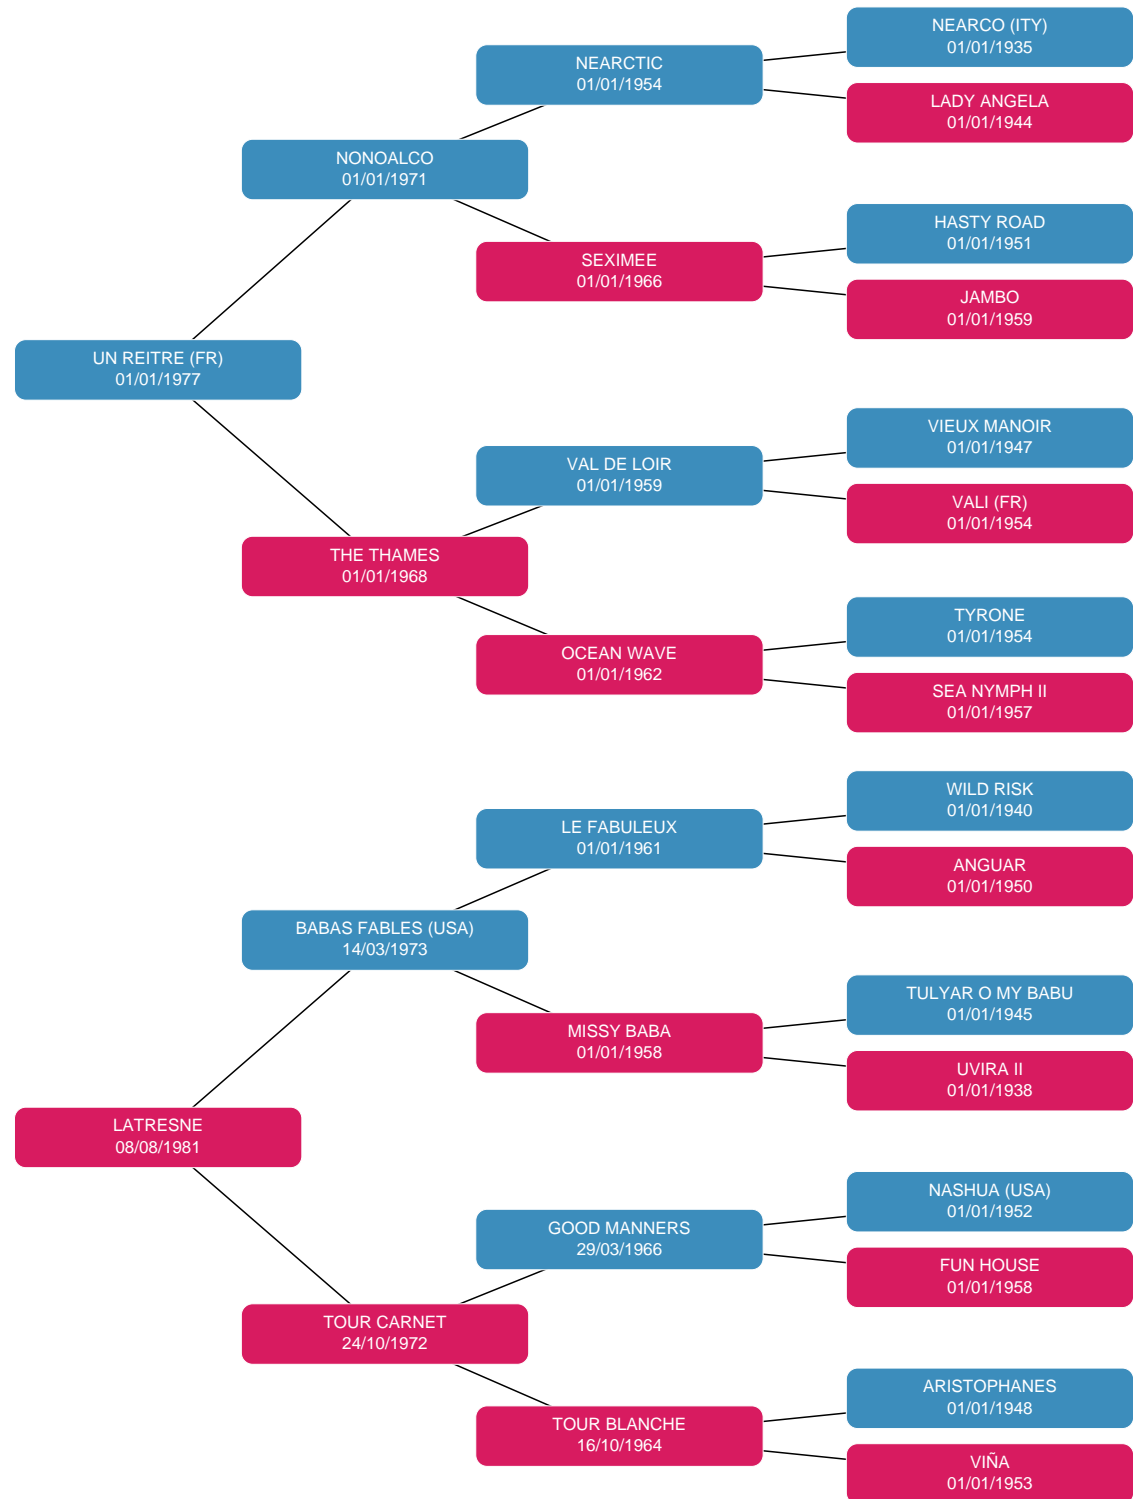 NEARCO (ITY)
01/01/1935
NEARCTIC
01/01/1954
LADY ANGELA
01/01/1944
NONOALCO
01/01/1971
HASTY ROAD
01/01/1951
SEXIMEE
01/01/1966
JAMBO
01/01/1959
UN REITRE (FR)
01/01/1977
VIEUX MANOIR
01/01/1947
VAL DE LOIR
01/01/1959
VALI (FR)
01/01/1954
THE THAMES
01/01/1968
TYRONE
01/01/1954
OCEAN WAVE
01/01/1962
SEA NYMPH II
01/01/1957
WILD RISK
01/01/1940
LE FABULEUX
01/01/1961
ANGUAR
01/01/1950
BABAS FABLES (USA)
14/03/1973
TULYAR O MY BABU
01/01/1945
MISSY BABA
01/01/1958
UVIRA II
01/01/1938
LATRESNE
08/08/1981
NASHUA (USA)
01/01/1952
GOOD MANNERS
29/03/1966
FUN HOUSE
01/01/1958
TOUR CARNET
24/10/1972
ARISTOPHANES
01/01/1948
TOUR BLANCHE
16/10/1964
VIÑA
01/01/1953